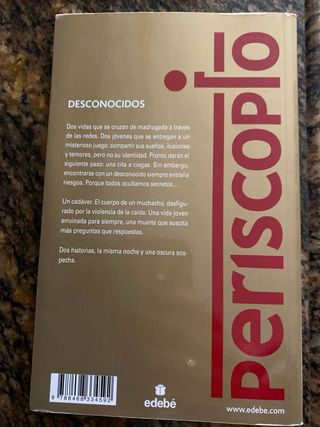 DESCONOCIDOS
Dos vidas que se cruzan de madrugada a través
de las redes. Dos jóvenes que se entregan a un
misterioso juego: compartir sus sueños, ilusiones
y temores, pero no su identidad. Pronto darán el
siguiente paso: una cita a ciegas. Sin embargo,
encontrarse con un desconocido siempre entraña
riesgos. Porque todos ocultamos secretos...
Un cadáver. El cuerpo de un muchacho, desfigu-
rado por la violencia de la caída. Una vida joven
arruinada para siempre, una muerte que suscita
más preguntas que respuestas.
Dos historias, la misma noche y una oscura sos-
pecha.
periscopio
9 788468 334592
edebé
www.edebe.com